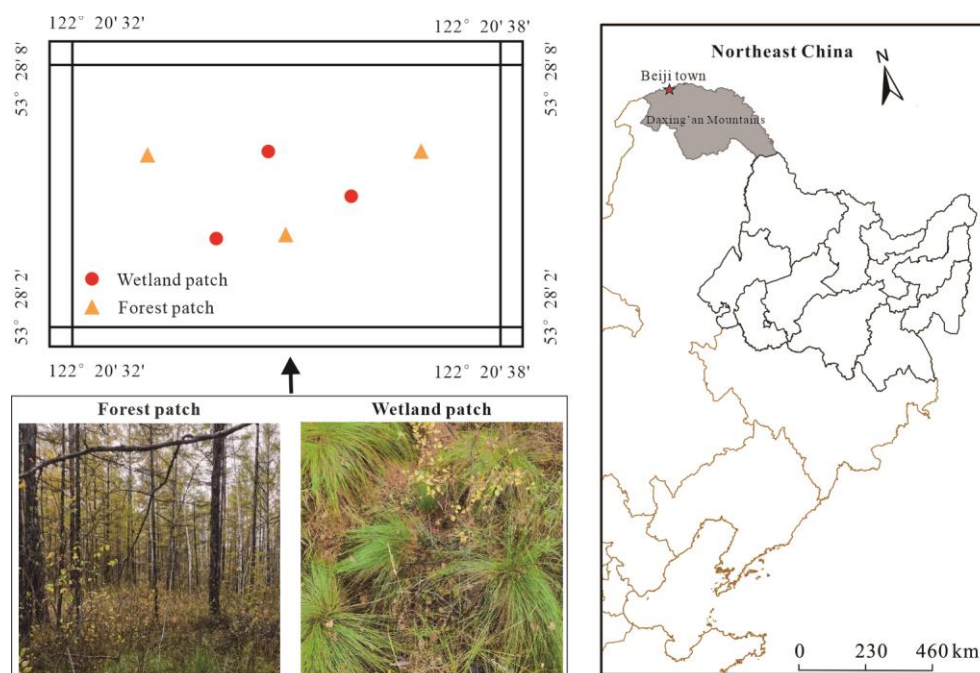 122° 20' 32'
122° 20' 38'
53° 28' 8'
53° 28' 8'
Wetland patch
Forest patch
53° 28' 2'
53° 28' 2'
122° 20' 32'
122° 20' 38'
Forest patch
Wetland patch
Northeast China
N
Beiji town
Daxing'an Mountains
0 230 460 km